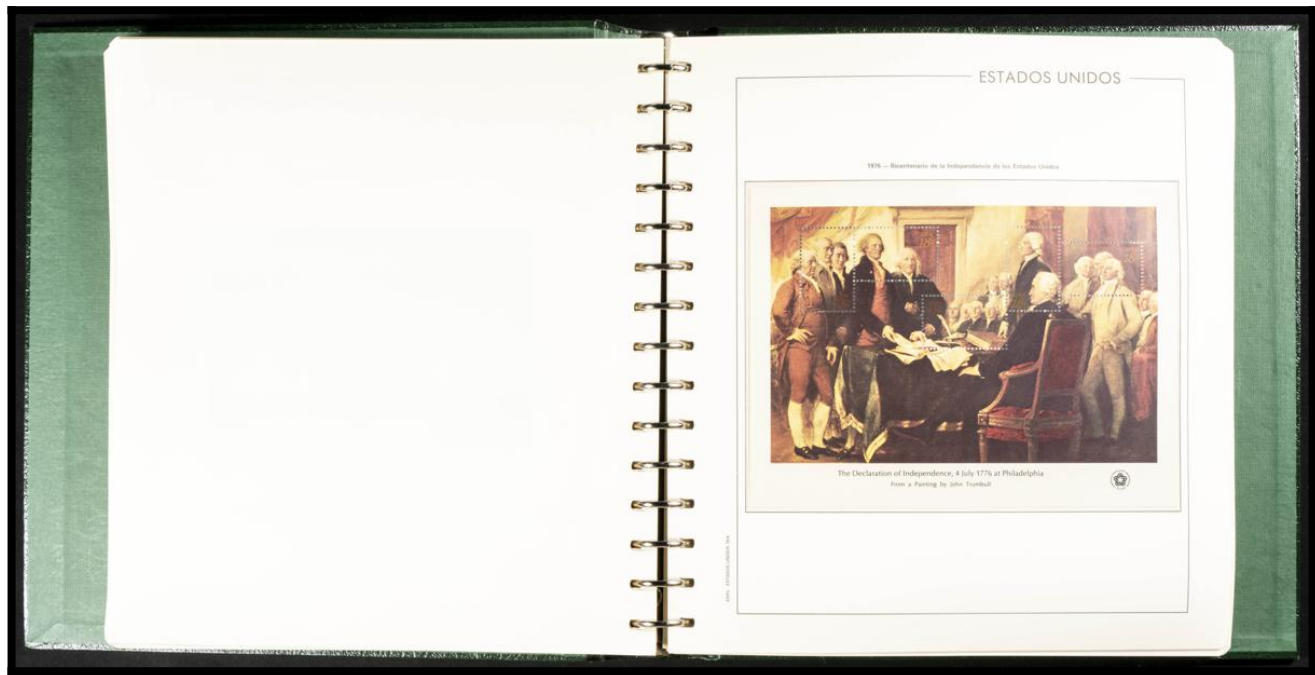 ESTADOS UNIDOS
1976 — Bicentenario de la Independencia de los Estados Unidos
The Declaration of Independence, 4 July 1776 at Philadelphia
From a Painting by John Trumbull